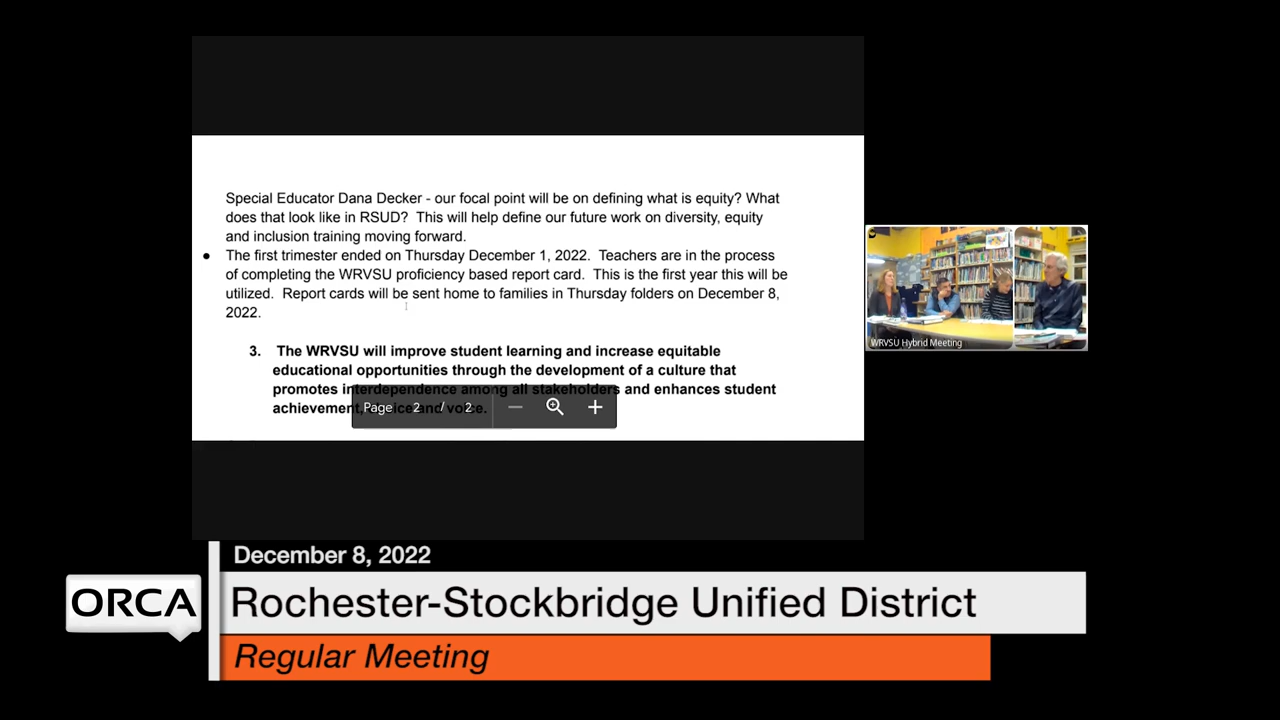 Special Educator Dana Decker - our focal point will be on defining what is equity? What
does that look like in RSUD? This will help define our future work on diversity, equity
and inclusion training moving forward.
● The first trimester ended on Thursday December 1, 2022. Teachers are in the process
of completing the WRVSU proficiency based report card. This is the first year this will be
utilized. Report cards will be sent home to families in Thursday folders on December 8,
2022.
3. The WRVSU will improve student learning and increase equitable
educational opportunities through the development of a culture that
promotes interdependence among all stakeholders and enhances student
achievement, choice and voice.
Page 2 / 2
WRVSU Hybrid Meeting
December 8, 2022
ORCA
Rochester-Stockbridge Unified District
Regular Meeting